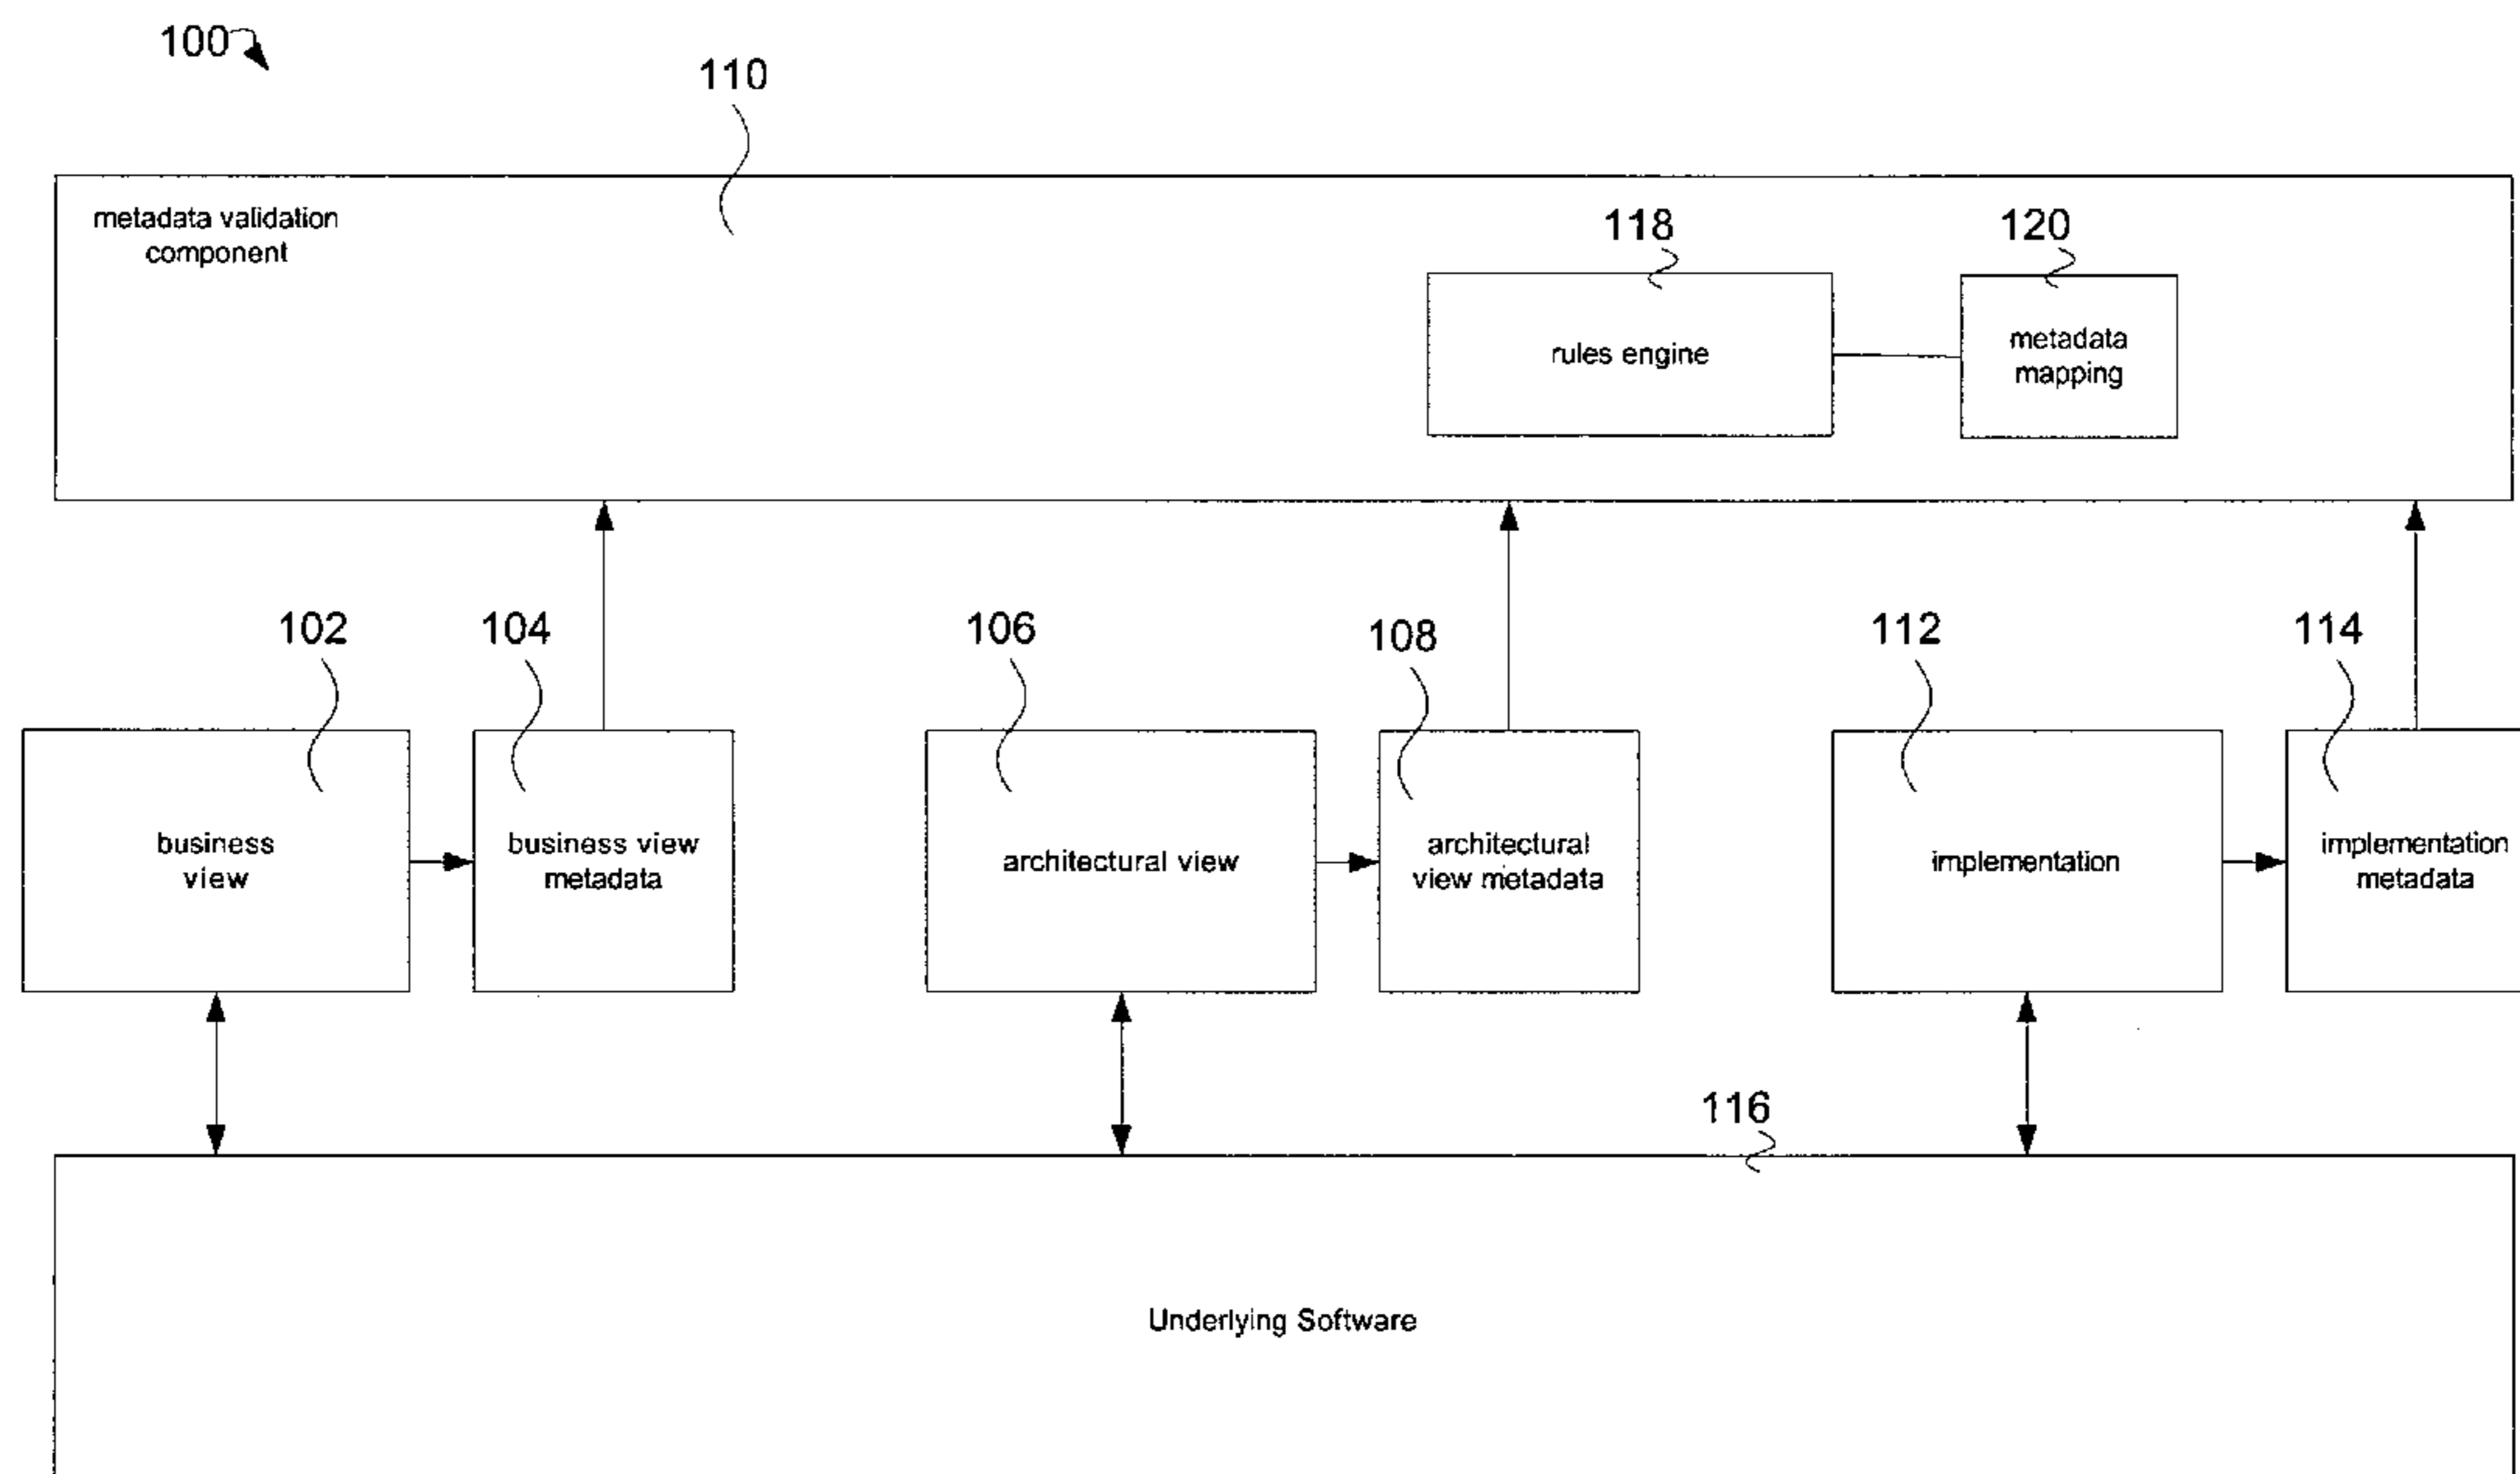 100
110
metadata validation
component
118
120
rules engine
metadata
mapping
102
104
106
108
112
114
business
view
business view
metadata
architectural view
architectural
view metadata
implementation
implementation
metadata
116
Underlying Software